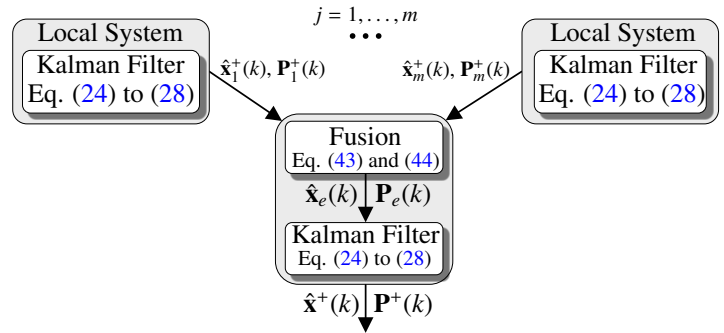 j = 1, . . . , m
• • •
Local System
Kalman Filter
Eq. (24) to (28)
x̂₁⁺(k), P₁⁺(k)
x̂ₘ⁺(k), Pₘ⁺(k)
Local System
Kalman Filter
Eq. (24) to (28)
Fusion
Eq. (43) and (44)
x̂ₑ(k) Pₑ(k)
Kalman Filter
Eq. (24) to (28)
x̂⁺(k) P⁺(k)